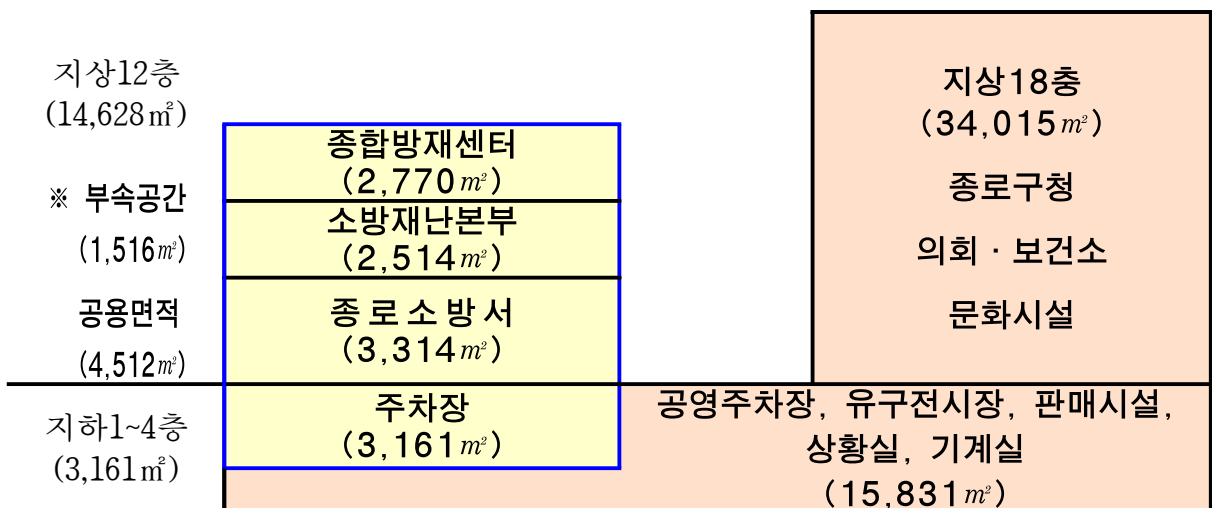 지상12층
(14,628㎡)
※ 부속공간
(1,516㎡)
공용면적
(4,512㎡)
지하1~4층
(3,161㎡)
종합방재센터
(2,770㎡)
소방재난본부
(2,514㎡)
종로소방서
(3,314㎡)
주차장
(3,161㎡)
지상18층
(34,015㎡)
종로구청
의회·보건소
문화시설
공영주차장, 유구전시장, 판매시설,
상황실, 기계실
(15,831㎡)